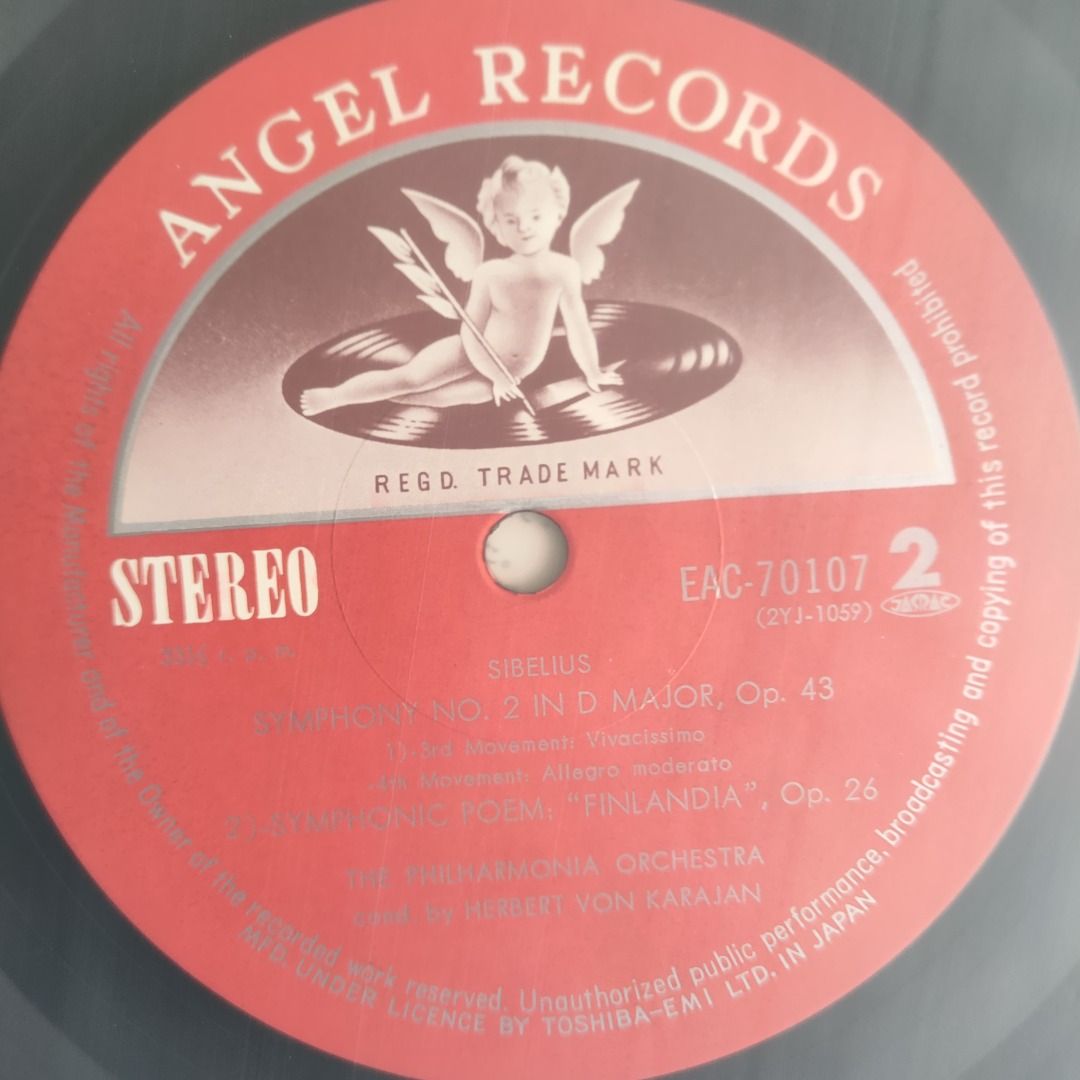 ANGEL RECORDS
REGD. TRADE MARK
STEREO
33⅓ r. p. m.
EAC-70107 2
(2YJ-1059) JASRAC
SIBELIUS
SYMPHONY NO. 2 IN D MAJOR, Op. 43
1)-3rd Movement: Vivacissimo
-4th Movement: Allegro moderato
2)-SYMPHONIC POEM; "FINLANDIA", Op. 26
THE PHILHARMONIA ORCHESTRA
cond. by HERBERT VON KARAJAN
All rights of the Manufacturer and of the Owner of the recorded work reserved. Unauthorized public performance, broadcasting and copying of this record prohibited
MFD. UNDER LICENCE BY TOSHIBA-EMI LTD. IN JAPAN